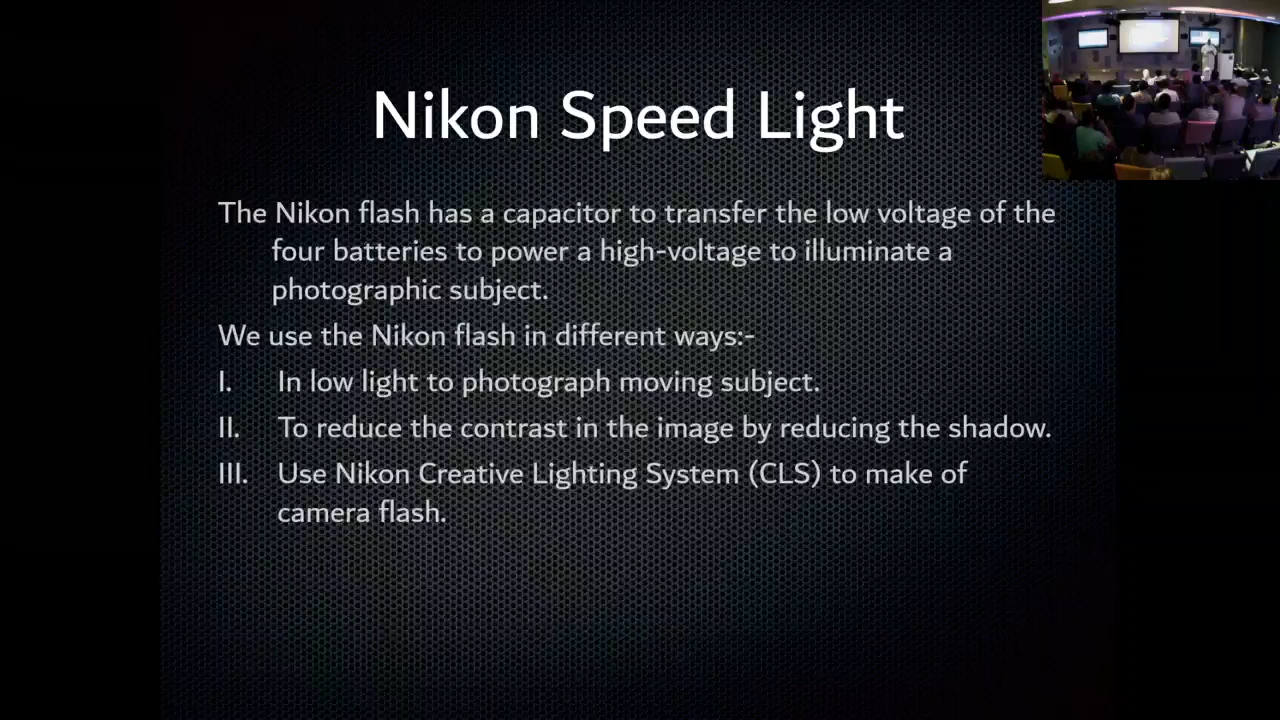 Nikon Speed Light
The Nikon flash has a capacitor to transfer the low voltage of the
four batteries to power a high-voltage to illuminate a
photographic subject.
We use the Nikon flash in different ways:-
I. In low light to photograph moving subject.
II. To reduce the contrast in the image by reducing the shadow.
III. Use Nikon Creative Lighting System (CLS) to make of
camera flash.